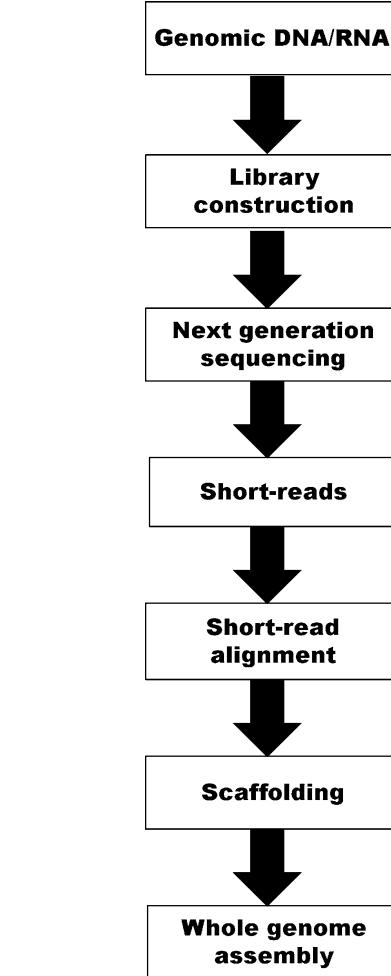 Genomic DNA/RNA
Library
construction
Next generation
sequencing
Short-reads
Short-read
alignment
Scaffolding
Whole genome
assembly